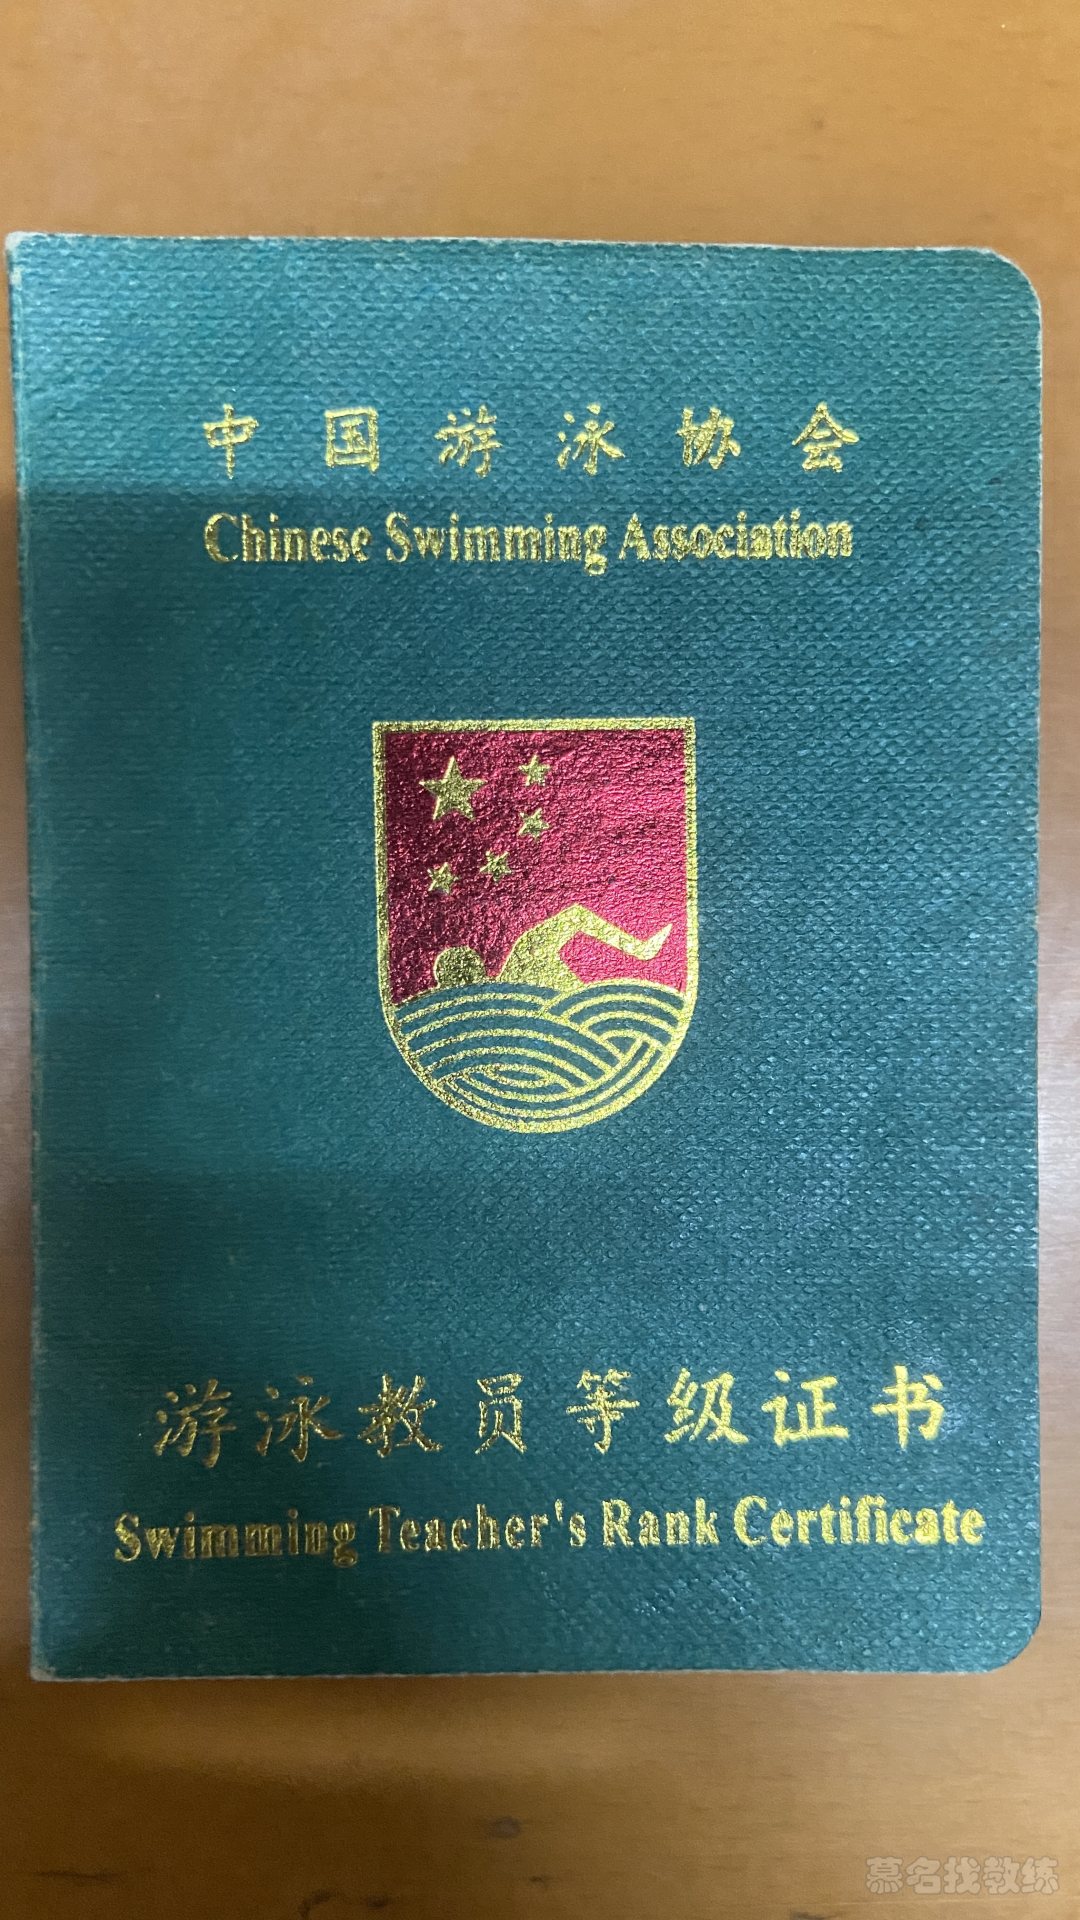 中国游泳协会
Chinese Swimming Association
游泳教员等级证书
Swimming Teacher's Rank Certificate
慕名找教练